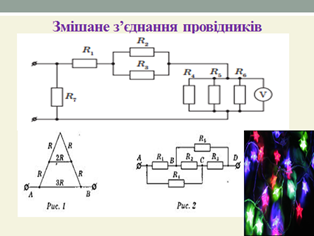 Змішане з’єднання провідників
R₂
R₁
R₃
R₄ R₅ R₆
V
R₇
R R
2R
R R
3R
A B
Рис. 1
R₅
A R₁ B R₂ C R₃ D
R₄
Рис. 2